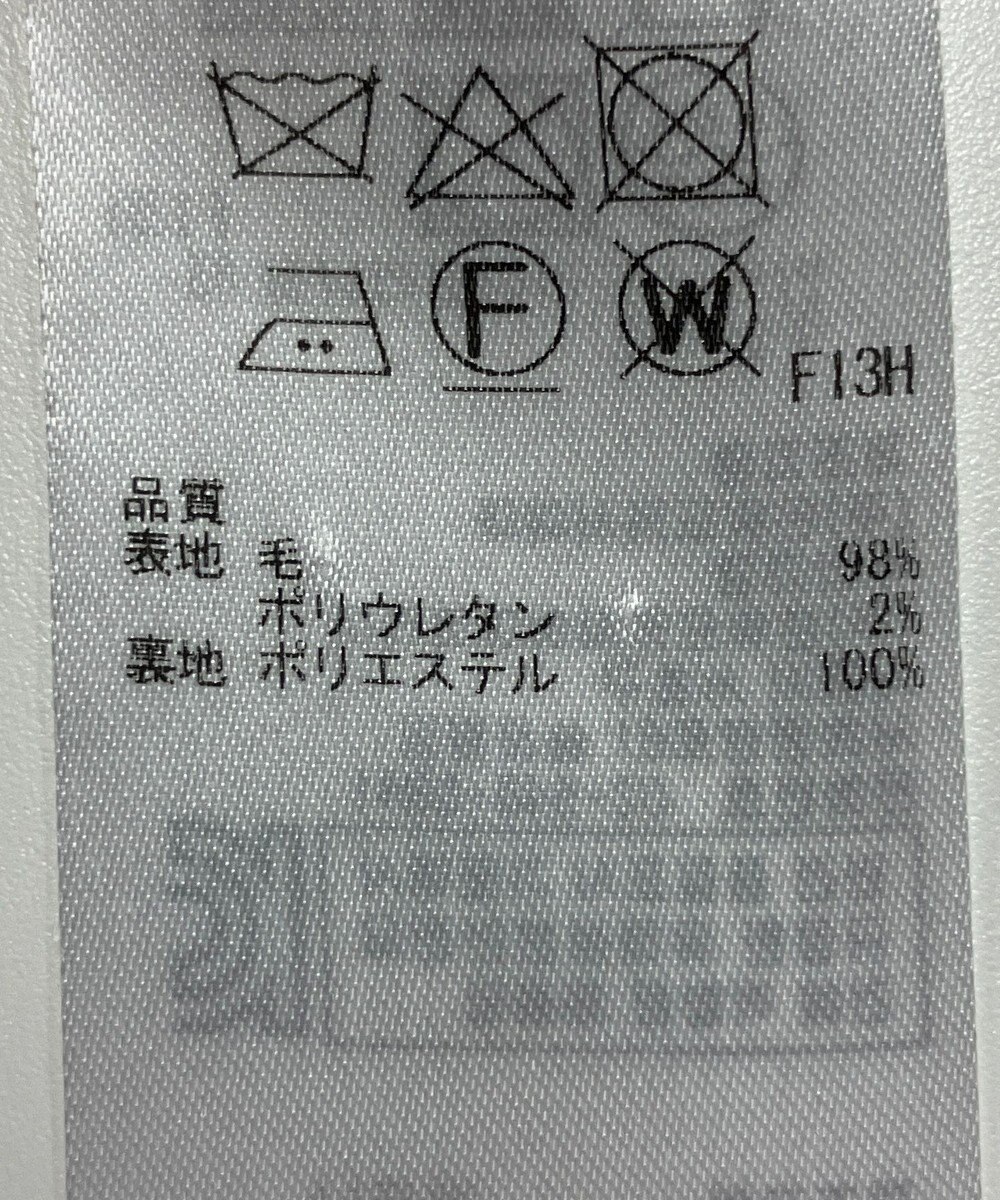 F W F13H
品質
表地 毛 98%
ポリウレタン 2%
裏地 ポリエステル 100%